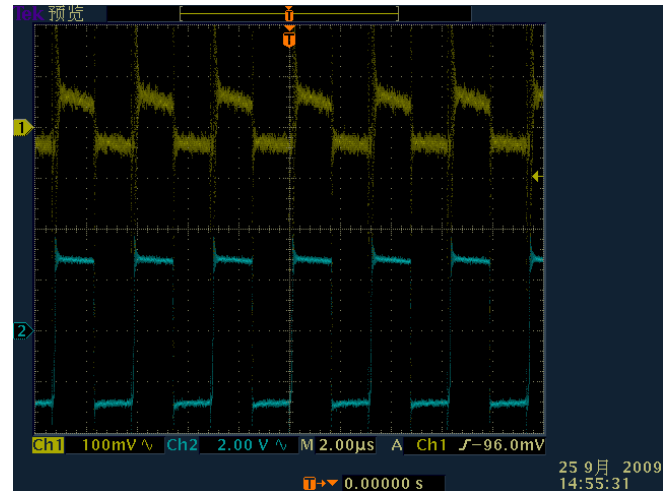 Tek 预览
T
T
1
2
Ch1 100mV Ch2 2.00 V M 2.00µs A Ch1 -96.0mV
T 0.00000 s
25 9月 2009
14:55:31